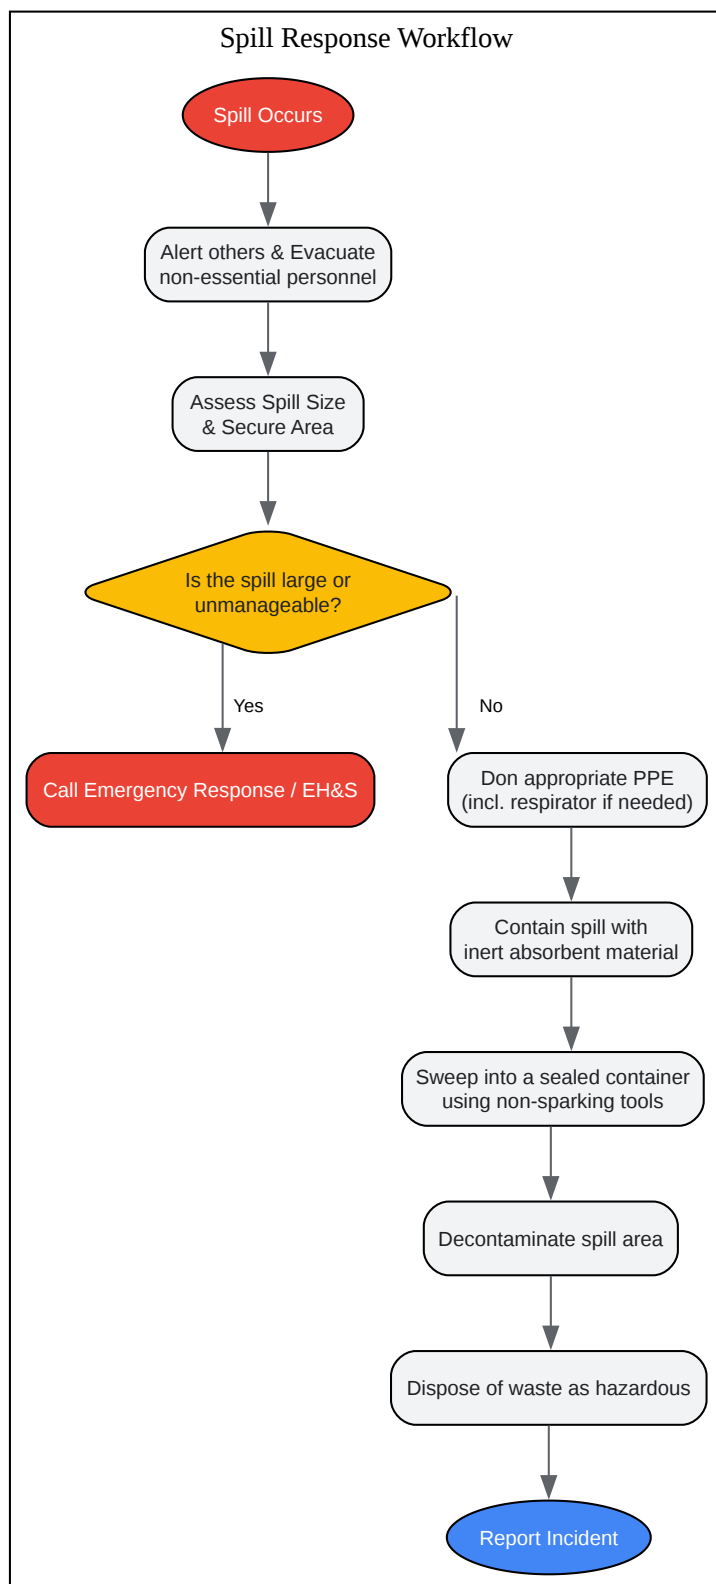 Spill Response Workflow
Spill Occurs
Alert others & Evacuate
non-essential personnel
Assess Spill Size
& Secure Area
Is the spill large or
unmanageable?
Yes
No
Call Emergency Response / EH&S
Don appropriate PPE
(incl. respirator if needed)
Contain spill with
inert absorbent material
Sweep into a sealed container
using non-sparking tools
Decontaminate spill area
Dispose of waste as hazardous
Report Incident